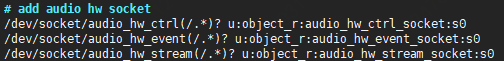 # add audio hw socket
/dev/socket/audio_hw_ctrl(/.*)? u:object_r:audio_hw_ctrl_socket:s0
/dev/socket/audio_hw_event(/.*)? u:object_r:audio_hw_event_socket:s0
/dev/socket/audio_hw_stream(/.*)? u:object_r:audio_hw_stream_socket:s0